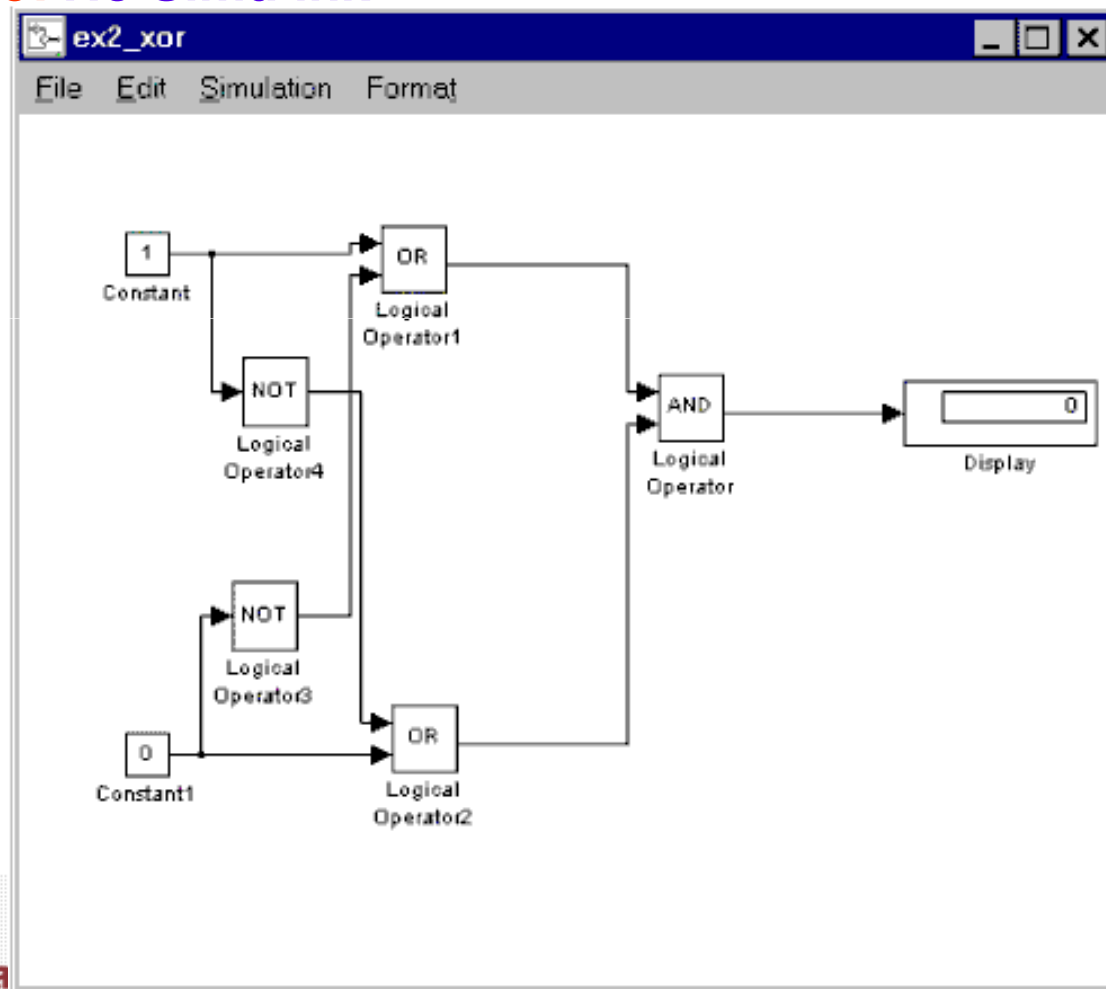 ex2_xor
File Edit Simulation Format
1
Constant
OR
Logical
Operator1
NOT
Logical
Operator4
AND
Logical
Operator
0
Display
NOT
Logical
Operator3
0
Constant1
OR
Logical
Operator2